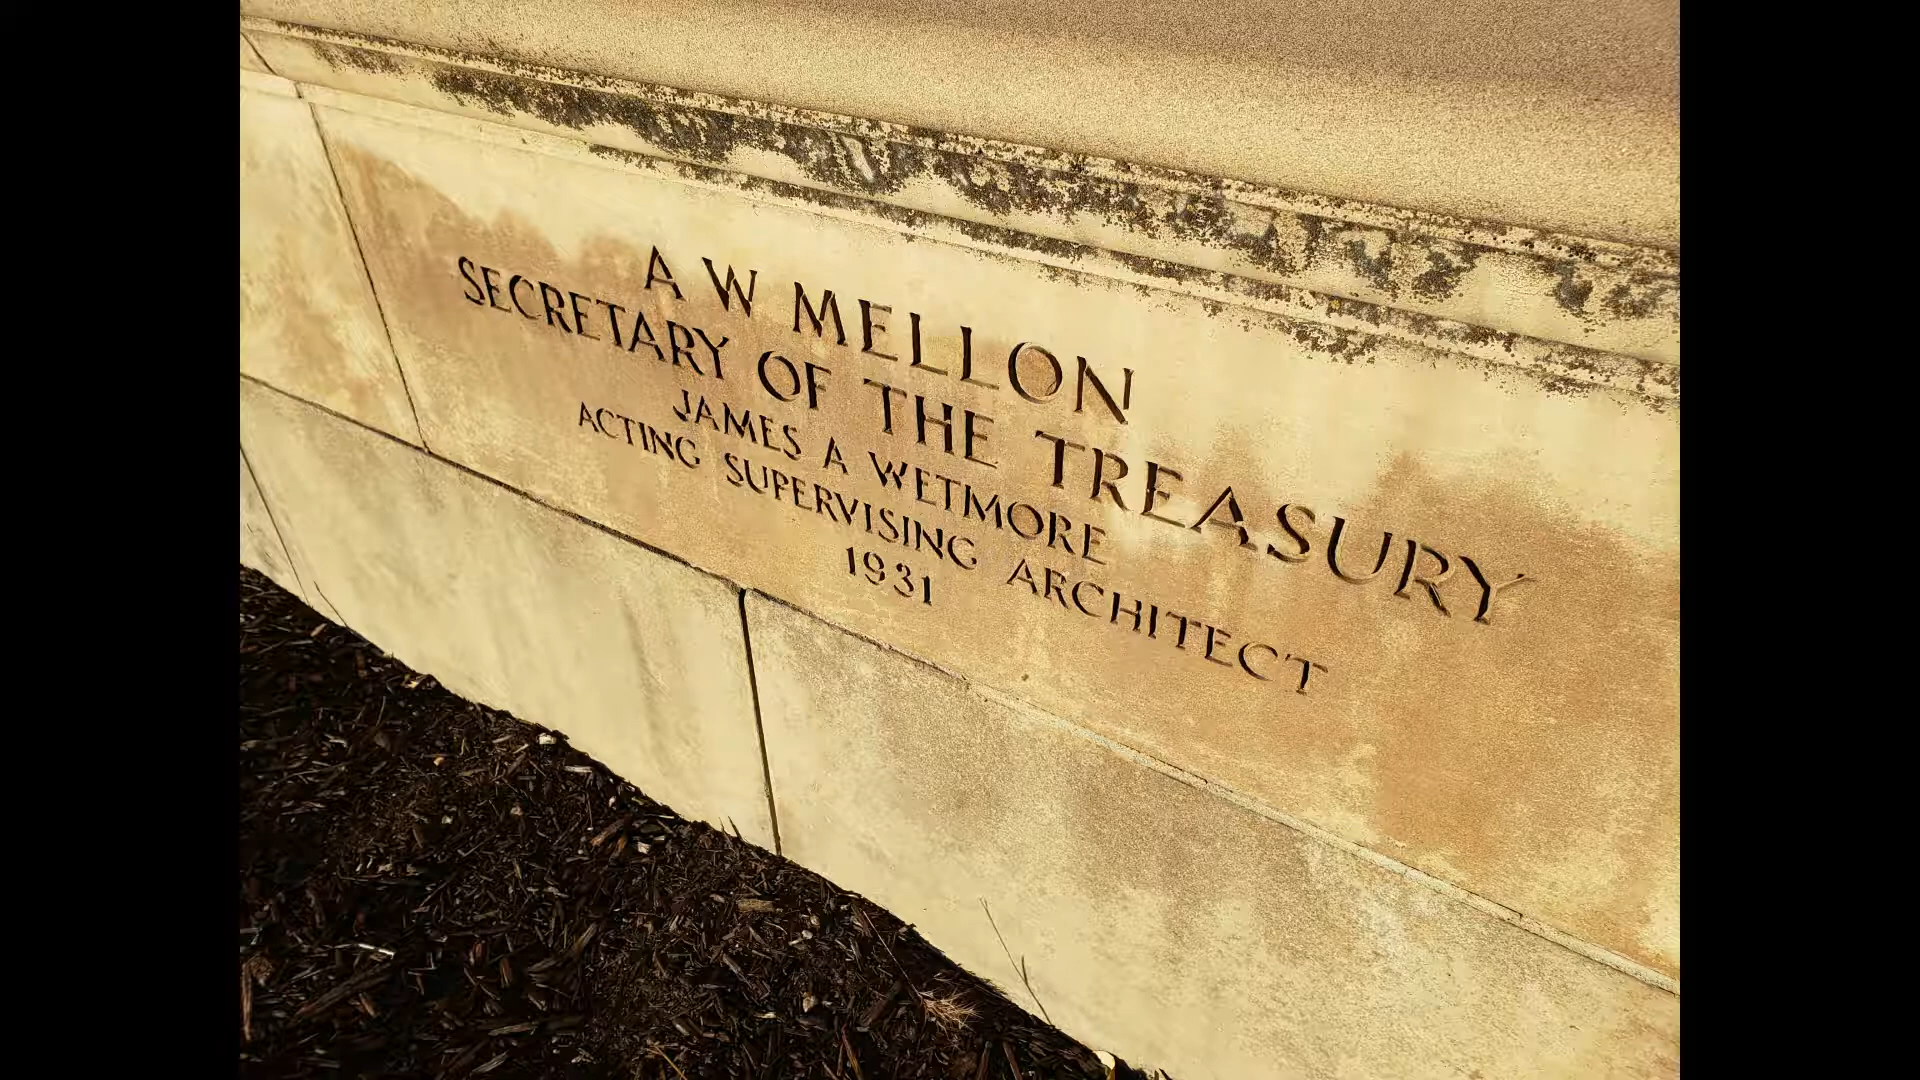 A W MELLON
SECRETARY OF THE TREASURY
JAMES A WETMORE
ACTING SUPERVISING ARCHITECT
1931